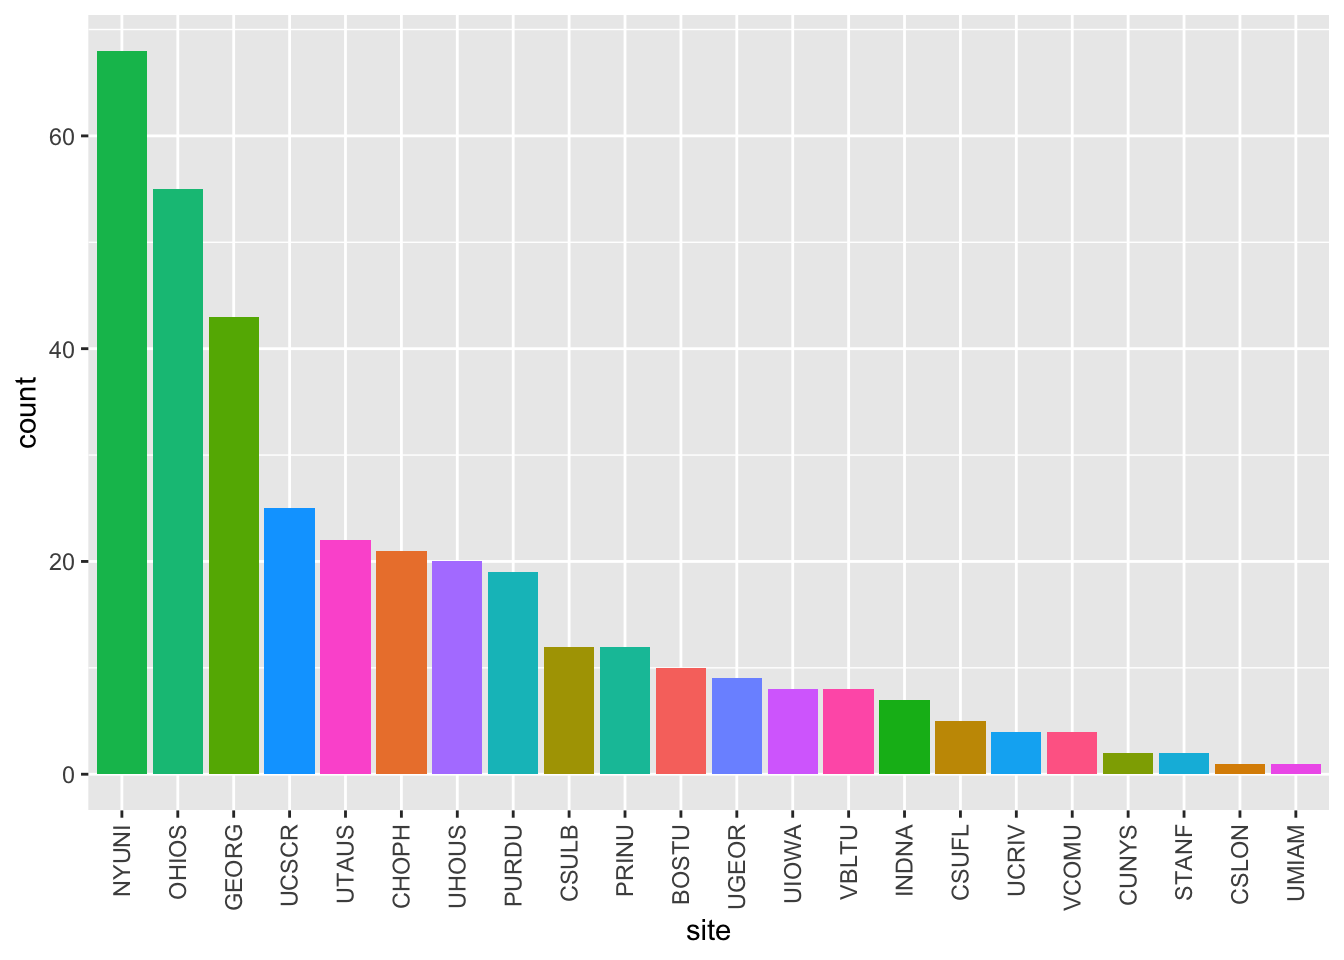 60
40
20
0
count
NYUNI
OHIOS
GEORG
UCSCR
UTAUS
CHOPH
UHOUS
PURDU
CSULB
PRINU
BOSTU
UGEOR
UIOWA
VBLTU
INDNA
CSUFL
UCRIV
VCOMU
CUNYS
STANF
CSLON
UMIAM
site